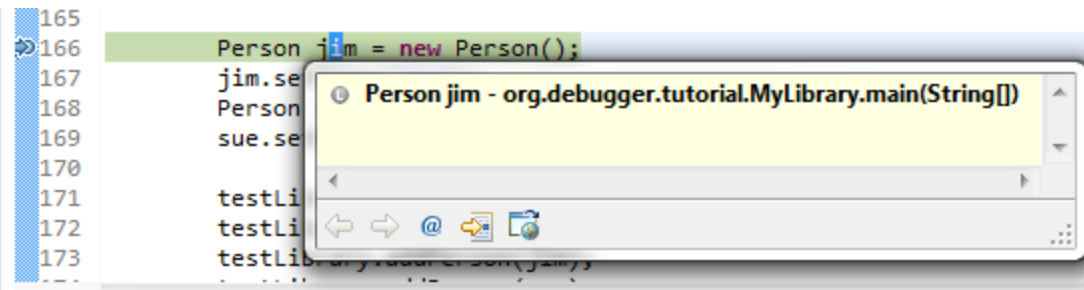 165
166 Person jim = new Person();
167 jim.se
Person jim - org.debugger.tutorial.MyLibrary.main(String[])
168 Person
169 sue.se
170
171 testLi
172 testLi
@
173 testLibrary.addPerson(jim);